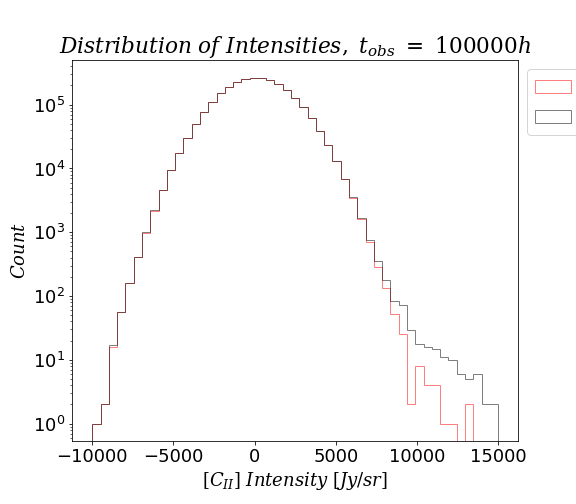 Distribution of Intensities, t_obs = 100000h
10^5
10^4
10^3
10^2
10^1
10^0
Count
−10000 −5000 0 5000 10000 15000
[C_II] Intensity [Jy/sr]